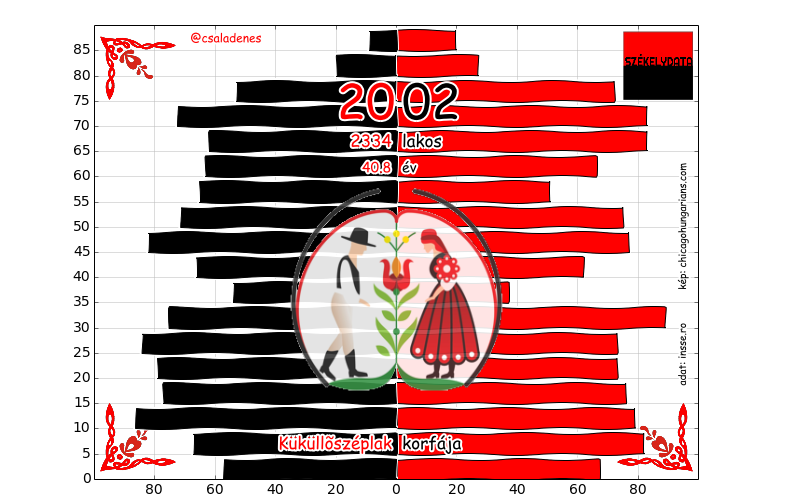 @csaladenes
SZÉKELYDATA
2002
2334 lakos
40.8 év
kép: chicagohungarians.com
adat: insse.ro
Küküllőszéplak korfája
85
80
75
70
65
60
55
50
45
40
35
30
25
20
15
10
5
0
80 60 40 20 0 20 40 60 80